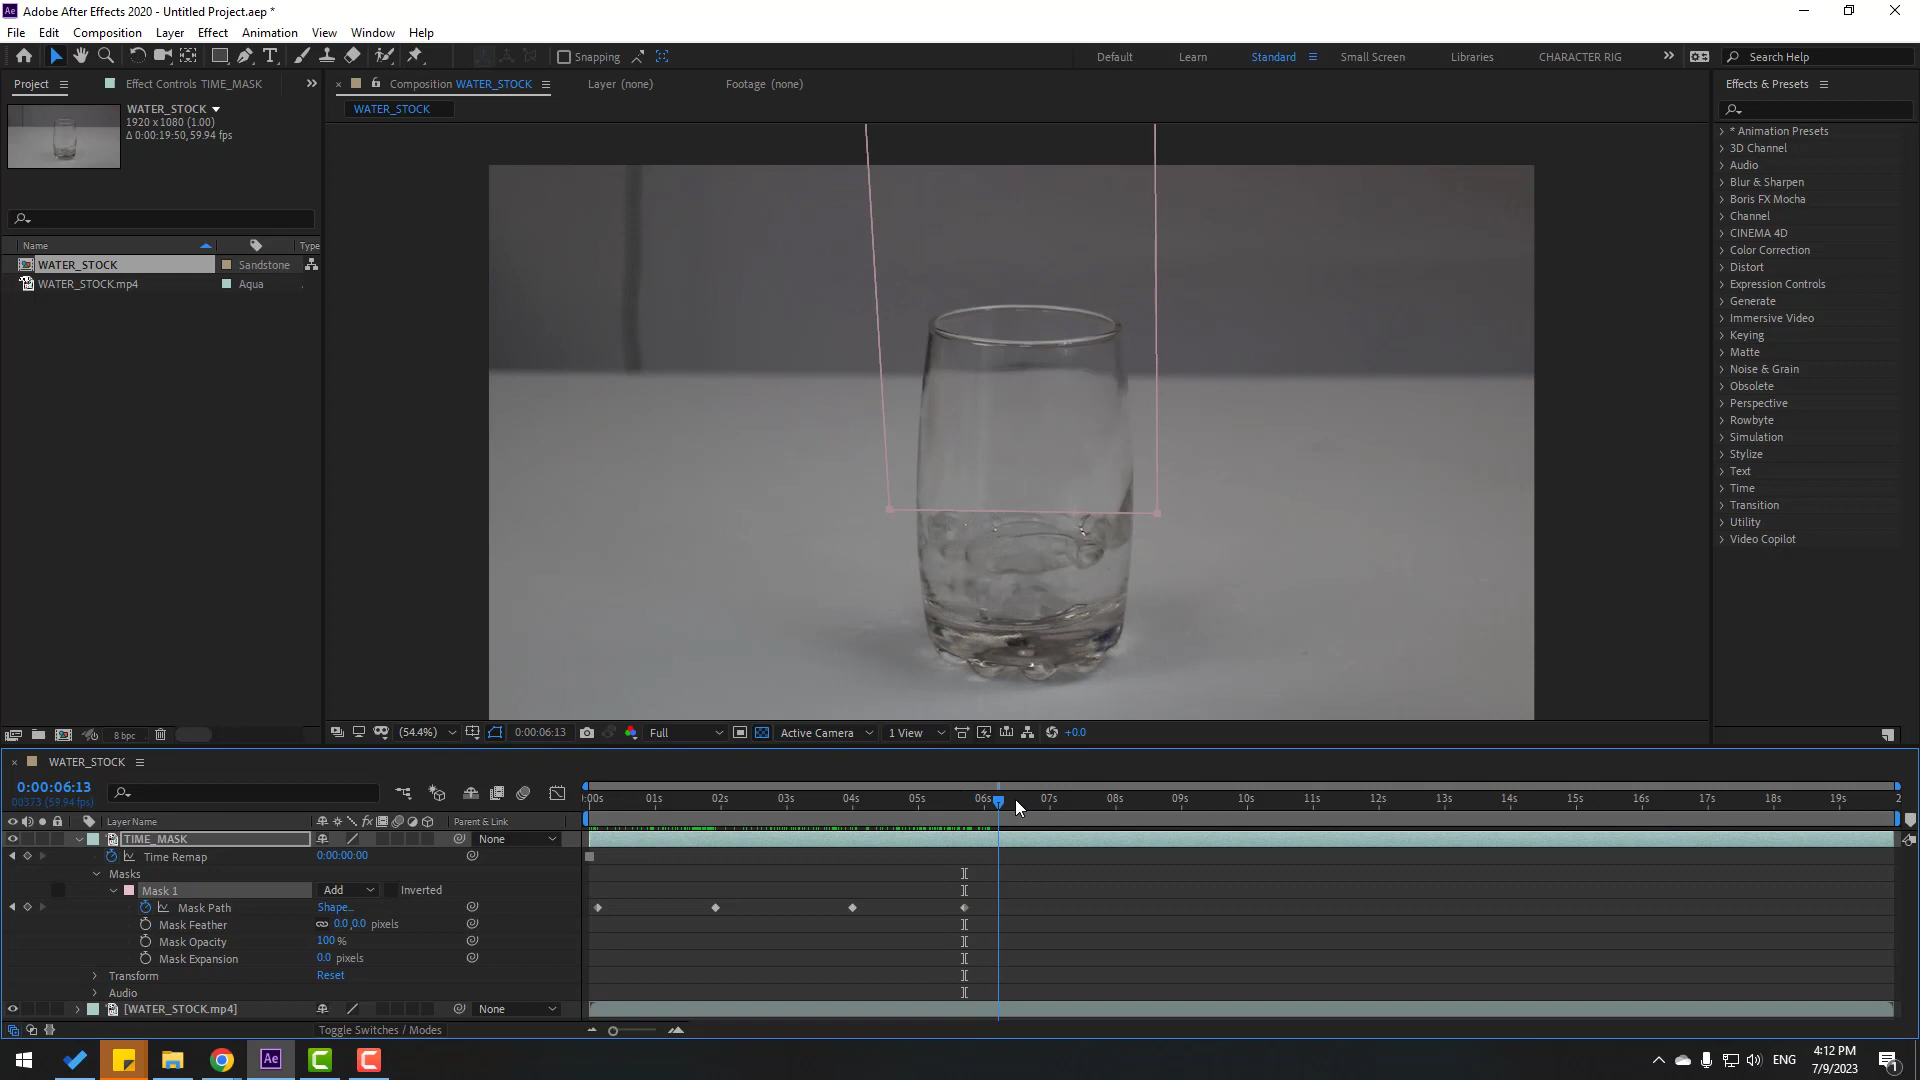 Adobe After Effects 2020 - Untitled Project.aep *
File Edit Composition Layer Effect Animation View Window Help
Snapping
Default Learn Standard Small Screen Libraries CHARACTER RIG
Search Help
Project Effect Controls TIME_MASK
Composition WATER_STOCK
Layer (none) Footage (none)
Effects & Presets
WATER_STOCK
1920 x 1080 (1.00)
Δ 0:00:19:50, 59.94 fps
WATER_STOCK
Name Type
WATER_STOCK Sandstone
WATER_STOCK.mp4 Aqua
* Animation Presets
3D Channel
Audio
Blur & Sharpen
Boris FX Mocha
Channel
CINEMA 4D
Color Correction
Distort
Expression Controls
Generate
Immersive Video
Keying
Matte
Noise & Grain
Obsolete
Perspective
Rowbyte
Simulation
Stylize
Text
Time
Transition
Utility
Video Copilot
8 bpc
(54.4%) 0:00:06:13 Full Active Camera 1 View +0.0
WATER_STOCK
0:00:06:13
00373 (59.94 fps)
:00s 01s 02s 03s 04s 05s 06s 07s 08s 09s 10s 11s 12s 13s 14s 15s 16s 17s 18s 19s 2
Layer Name Parent & Link
TIME_MASK None
Time Remap 0:00:00:00
Masks
Mask 1 Add Inverted
Mask Path Shape...
Mask Feather 0.0,0.0 pixels
Mask Opacity 100 %
Mask Expansion 0.0 pixels
Transform Reset
Audio
[WATER_STOCK.mp4] None
Toggle Switches / Modes
Ae
ENG
4:12 PM
7/9/2023
1